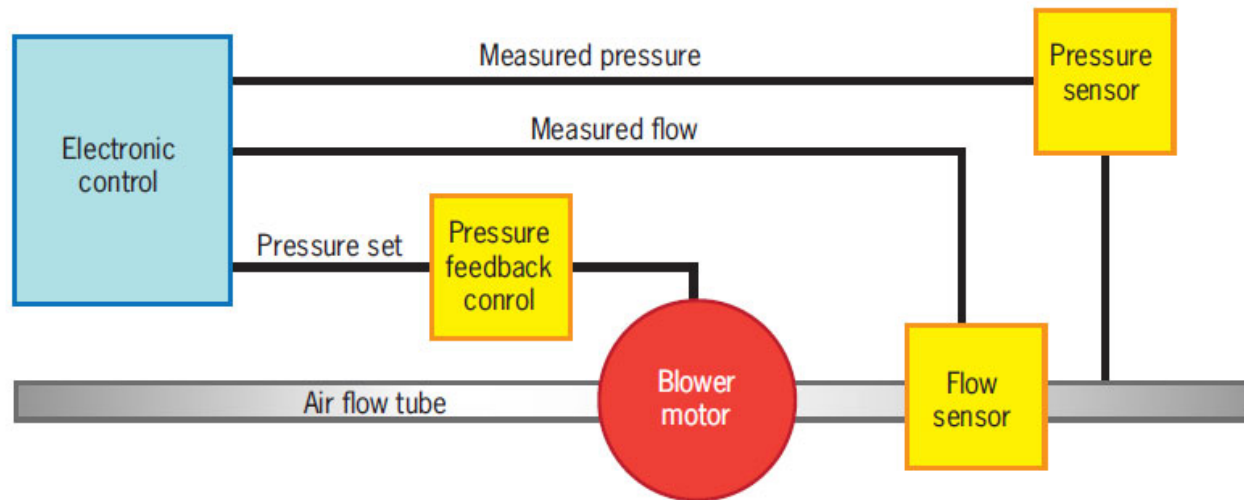 Measured pressure
Pressure
sensor
Measured flow
Electronic
control
Pressure set
Pressure
feedback
conrol
Blower
motor
Flow
sensor
Air flow tube